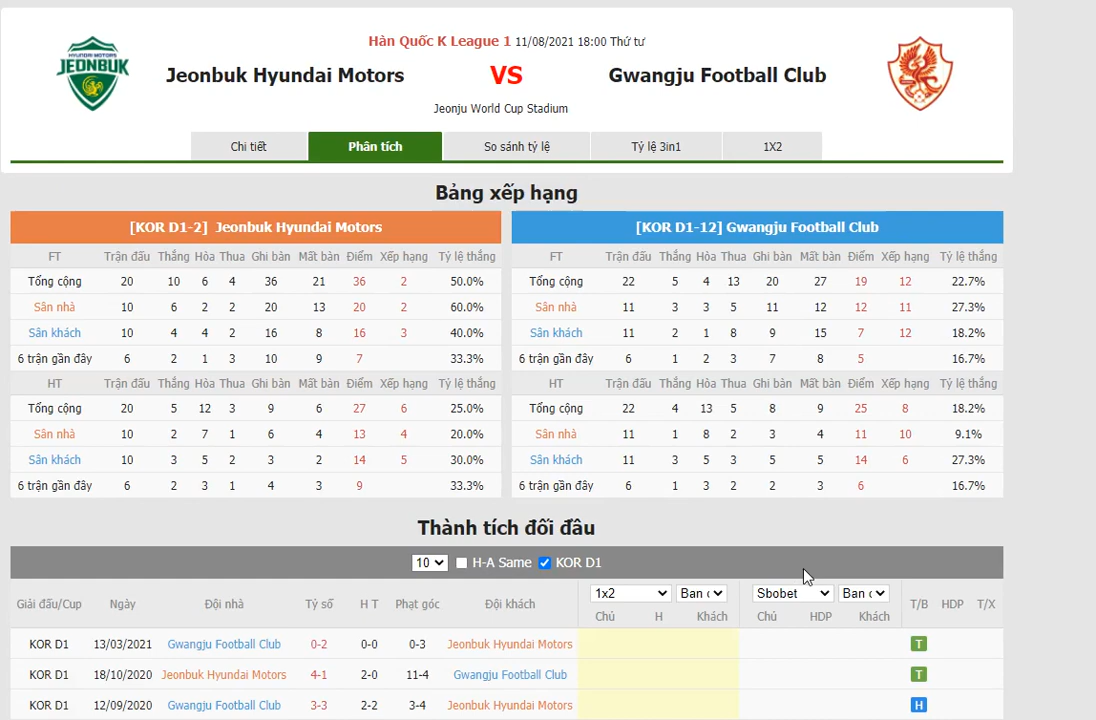 Hàn Quốc K League 1 11/08/2021 18:00 Thứ tư
HYUNDAI MOTORS
JEONBUK
Jeonbuk Hyundai Motors VS Gwangju Football Club
Jeonju World Cup Stadium
Chi tiết Phân tích So sánh tỷ lệ Tỷ lệ 3in1 1X2
Bảng xếp hạng
[KOR D1-2] Jeonbuk Hyundai Motors [KOR D1-12] Gwangju Football Club
FT Trận đấu Thắng Hòa Thua Ghi bàn Mất bàn Điểm Xếp hạng Tỷ lệ thắng FT Trận đấu Thắng Hòa Thua Ghi bàn Mất bàn Điểm Xếp hạng Tỷ lệ thắng
Tổng cộng 20 10 6 4 36 21 36 2 50.0% Tổng cộng 22 5 4 13 20 27 19 12 22.7%
Sân nhà 10 6 2 2 20 13 20 2 60.0% Sân nhà 11 3 3 5 11 12 12 11 27.3%
Sân khách 10 4 4 2 16 8 16 3 40.0% Sân khách 11 2 1 8 9 15 7 12 18.2%
6 trận gần đây 6 2 1 3 10 9 7 33.3% 6 trận gần đây 6 1 2 3 7 8 5 16.7%
HT Trận đấu Thắng Hòa Thua Ghi bàn Mất bàn Điểm Xếp hạng Tỷ lệ thắng HT Trận đấu Thắng Hòa Thua Ghi bàn Mất bàn Điểm Xếp hạng Tỷ lệ thắng
Tổng cộng 20 5 12 3 9 6 27 6 25.0% Tổng cộng 22 4 13 5 8 9 25 8 18.2%
Sân nhà 10 2 7 1 6 4 13 4 20.0% Sân nhà 11 1 8 2 3 4 11 10 9.1%
Sân khách 10 3 5 2 3 2 14 5 30.0% Sân khách 11 3 5 3 5 5 14 6 27.3%
6 trận gần đây 6 2 3 1 4 3 9 33.3% 6 trận gần đây 6 1 3 2 2 3 6 16.7%
Thành tích đối đầu
10 H-A Same KOR D1
Giải đấu/Cup Ngày Đội nhà Tỷ số H T Phạt góc Đội khách 1x2 Ban Sbobet Ban T/B HDP T/X
Chủ H Khách Chủ HDP Khách
KOR D1 13/03/2021 Gwangju Football Club 0-2 0-0 0-3 Jeonbuk Hyundai Motors T
KOR D1 18/10/2020 Jeonbuk Hyundai Motors 4-1 2-0 11-4 Gwangju Football Club T
KOR D1 12/09/2020 Gwangju Football Club 3-3 2-2 3-4 Jeonbuk Hyundai Motors H